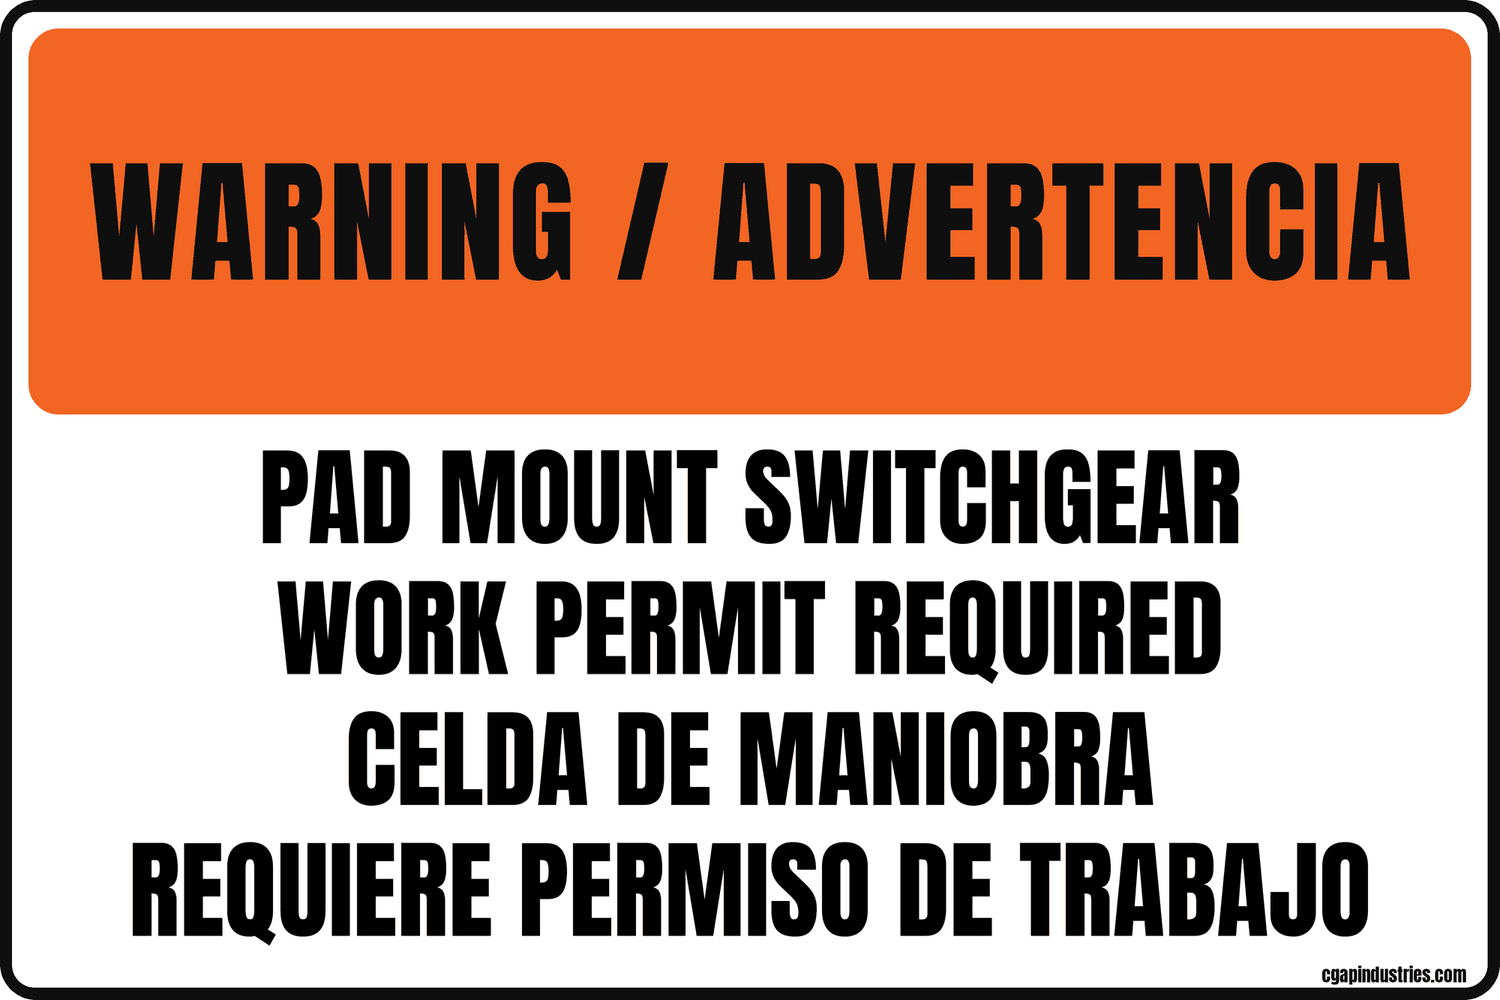 WARNING / ADVERTENCIA
PAD MOUNT SWITCHGEAR
WORK PERMIT REQUIRED
CELDA DE MANIOBRA
REQUIERE PERMISO DE TRABAJO
cgapindustries.com